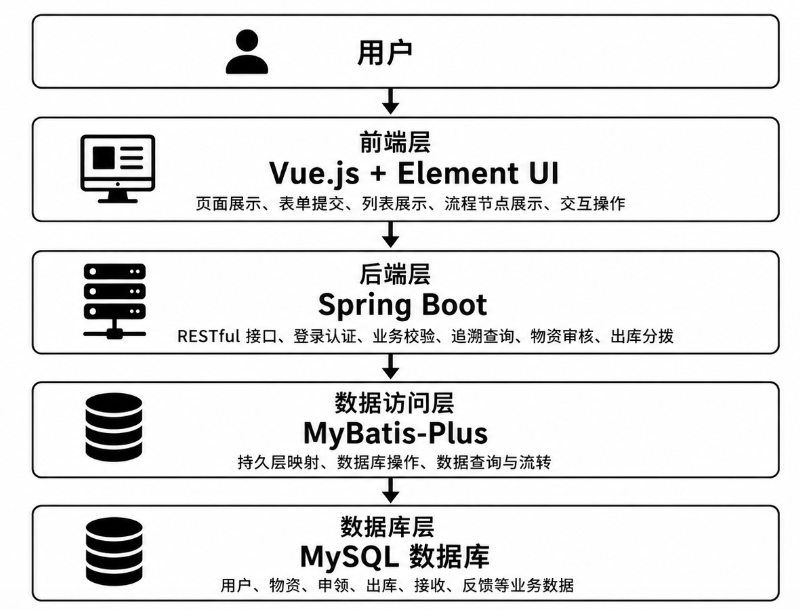 用户
前端层
Vue.js + Element UI
页面展示、表单提交、列表展示、流程节点展示、交互操作
后端层
Spring Boot
RESTful 接口、登录认证、业务校验、追溯查询、物资审核、出库分拨
数据访问层
MyBatis-Plus
持久层映射、数据库操作、数据查询与流转
数据库层
MySQL 数据库
用户、物资、申领、出库、接收、反馈等业务数据